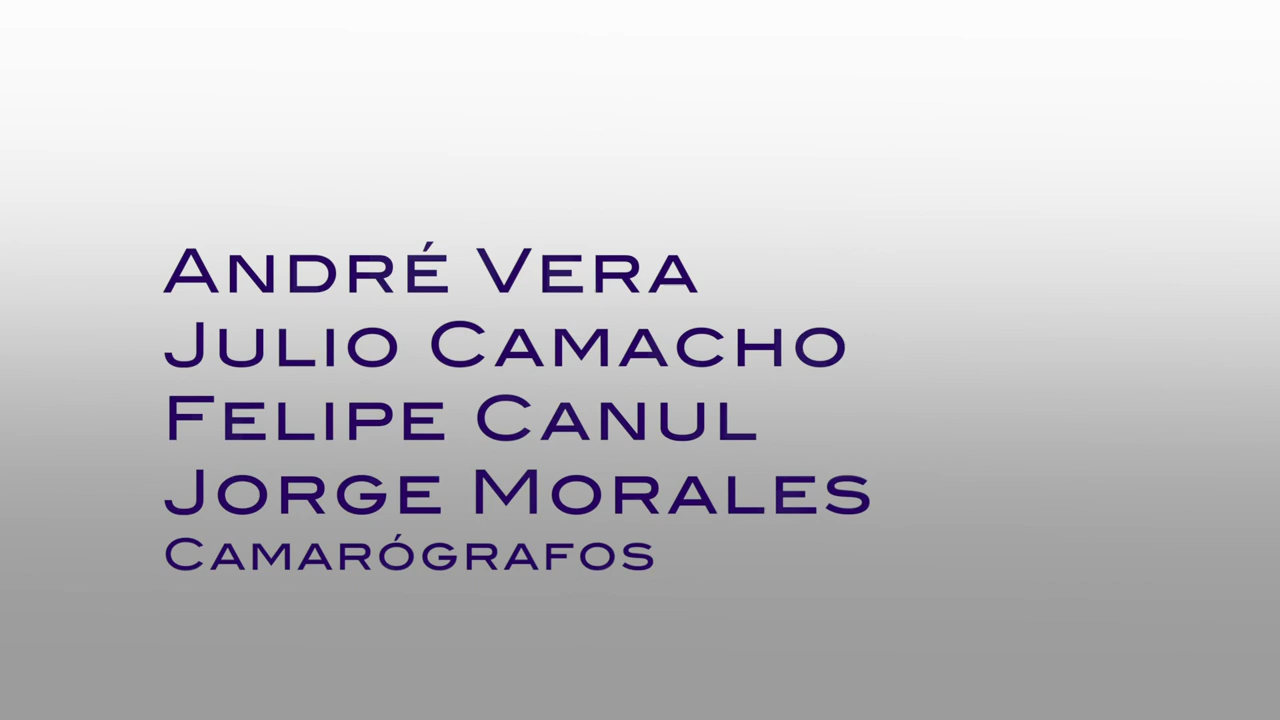 André Vera
Julio Camacho
Felipe Canul
Jorge Morales
Camarógrafos